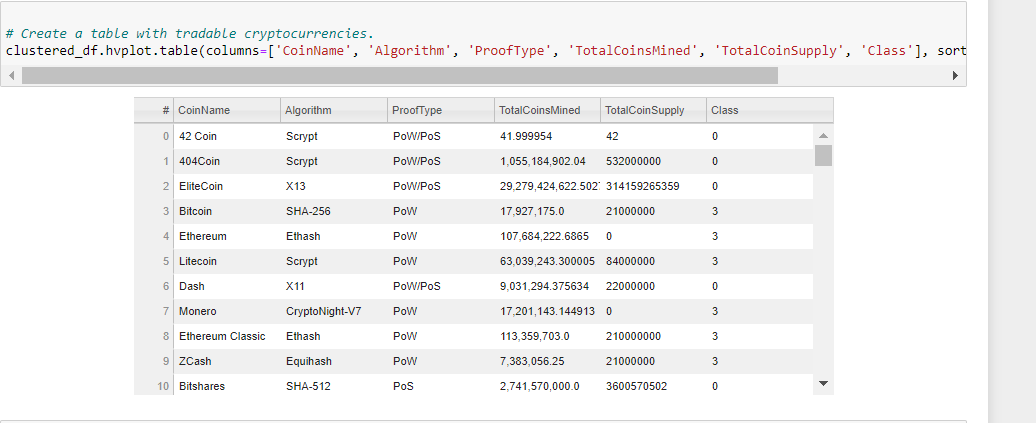 # Create a table with tradable cryptocurrencies.
clustered_df.hvplot.table(columns=['CoinName', 'Algorithm', 'ProofType', 'TotalCoinsMined', 'TotalCoinSupply', 'Class'], sort
# CoinName Algorithm ProofType TotalCoinsMined TotalCoinSupply Class
0 42 Coin Scrypt PoW/PoS 41.999954 42 0
1 404Coin Scrypt PoW/PoS 1,055,184,902.04 532000000 0
2 EliteCoin X13 PoW/PoS 29,279,424,622.502 314159265359 0
3 Bitcoin SHA-256 PoW 17,927,175.0 21000000 3
4 Ethereum Ethash PoW 107,684,222.6865 0 3
5 Litecoin Scrypt PoW 63,039,243.300005 84000000 3
6 Dash X11 PoW/PoS 9,031,294.375634 22000000 0
7 Monero CryptoNight-V7 PoW 17,201,143.144913 0 3
8 Ethereum Classic Ethash PoW 113,359,703.0 210000000 3
9 ZCash Equihash PoW 7,383,056.25 21000000 3
10 Bitshares SHA-512 PoS 2,741,570,000.0 3600570502 0